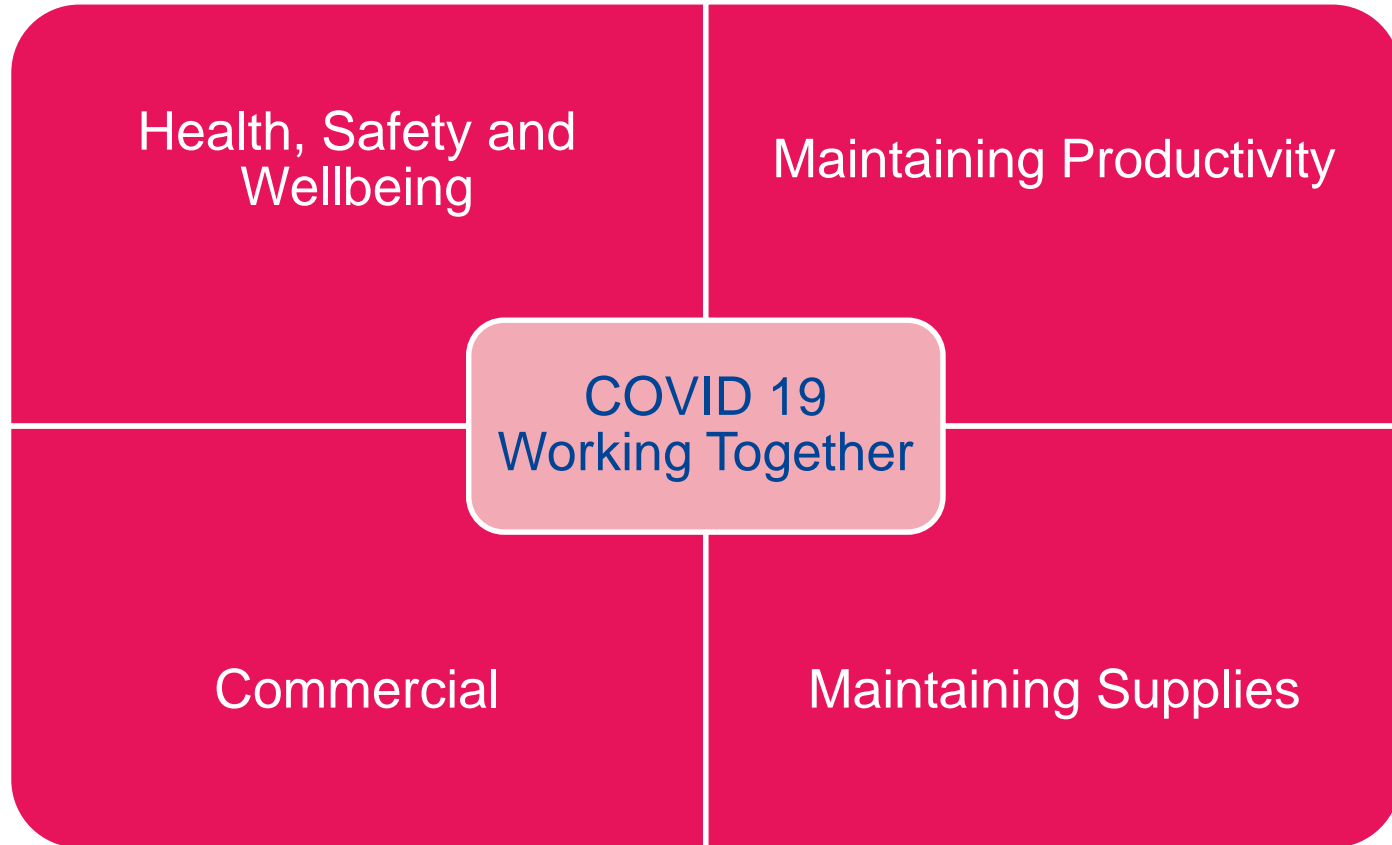 Health, Safety and
Wellbeing
Maintaining Productivity
COVID 19
Working Together
Commercial
Maintaining Supplies